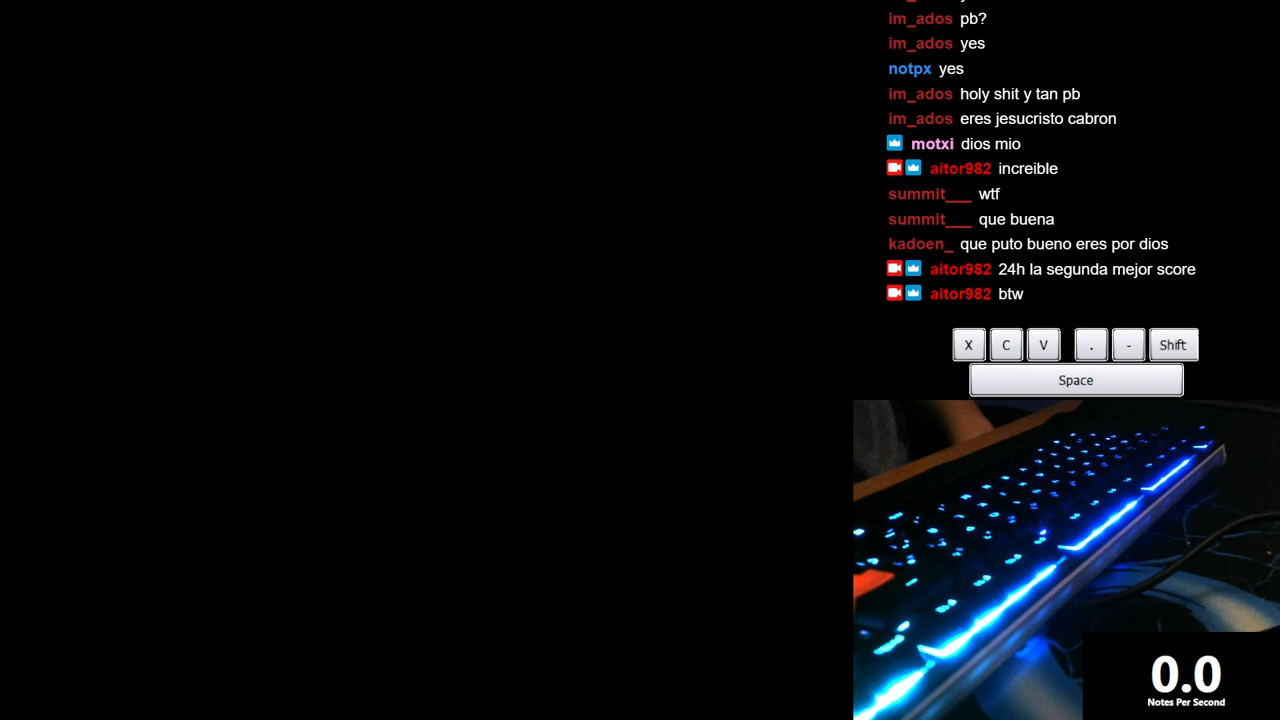 im_ados pb?
im_ados yes
notpx yes
im_ados holy shit y tan pb
im_ados eres jesucristo cabron
motxi dios mio
aitor982 increible
summit___ wtf
summit___ que buena
kadoen_ que puto bueno eres por dios
aitor982 24h la segunda mejor score
aitor982 btw
X C V . - Shift
Space
0.0
Notes Per Second